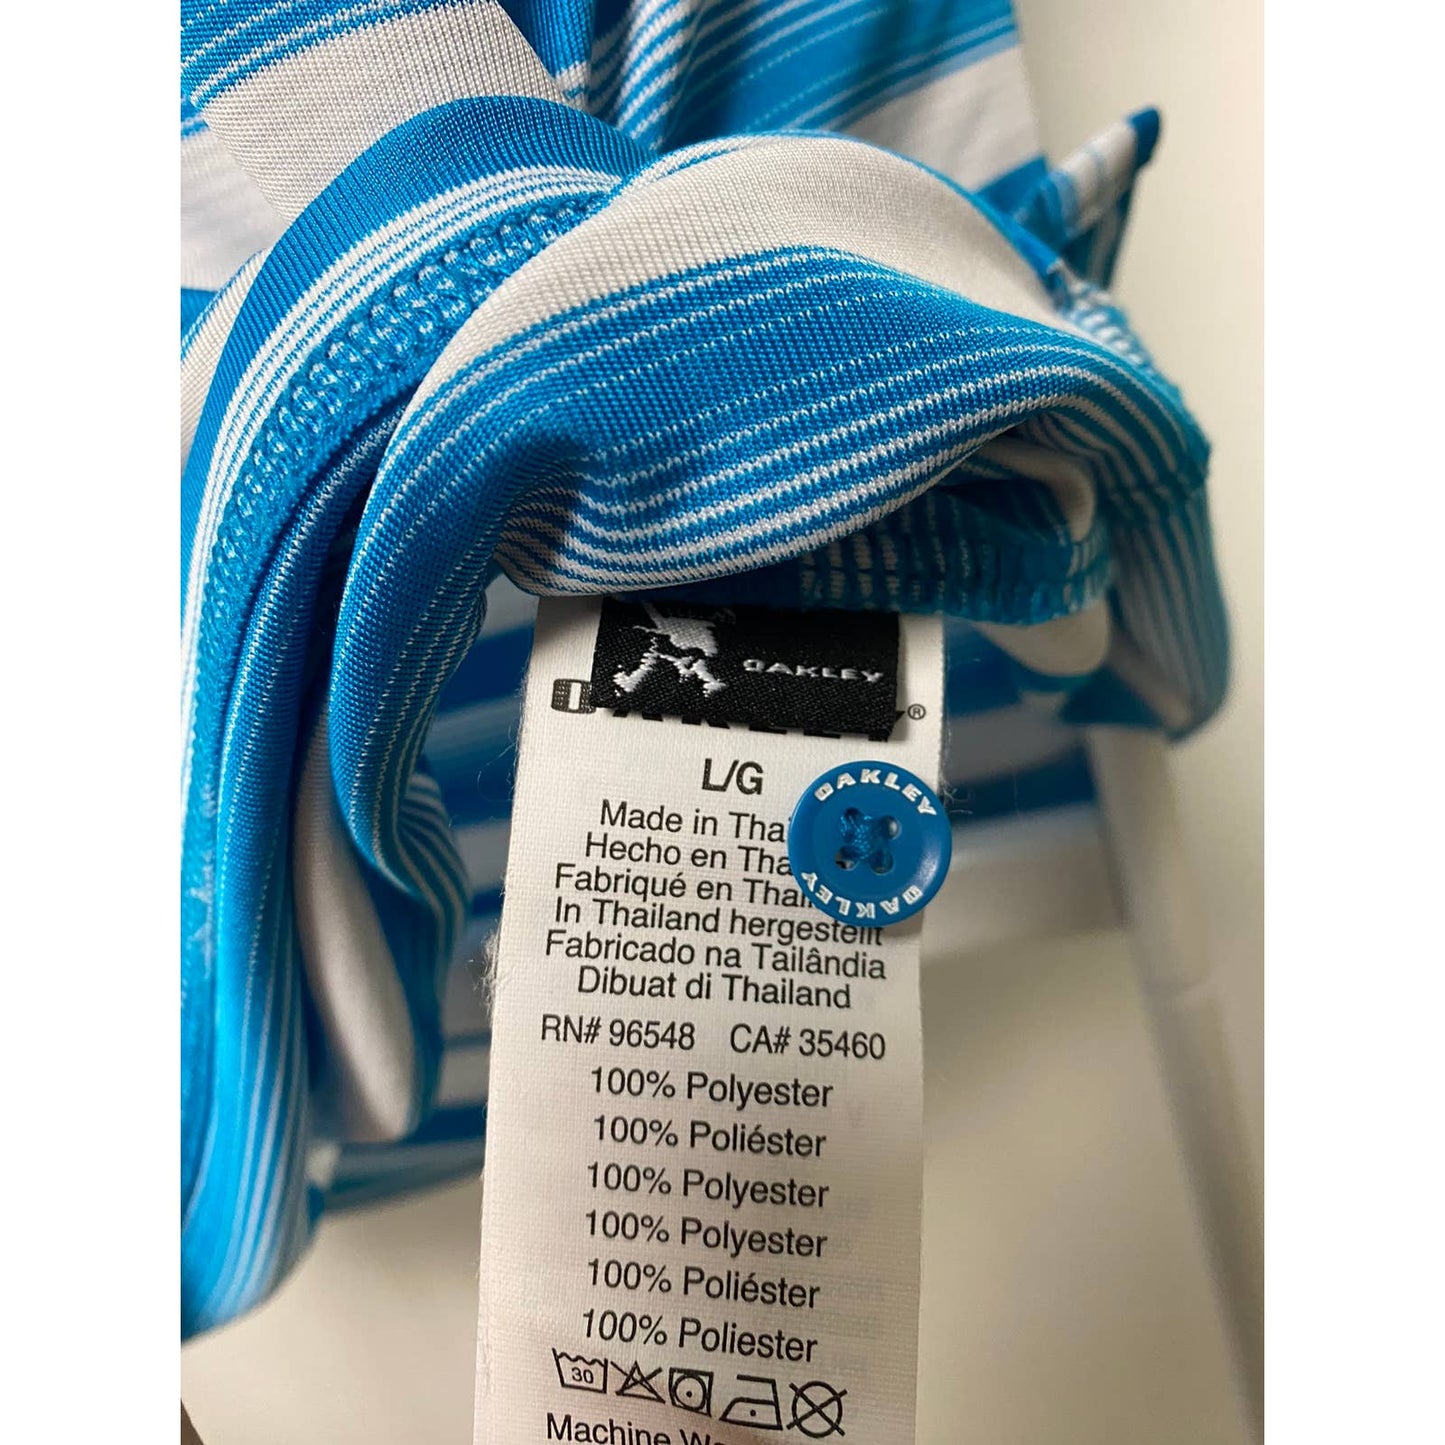 OAKLEY
OAKLEY®
L/G
Made in Tha
Hecho en Tha
Fabriqué en Thai
In Thailand hergestellt
Fabricado na Tailândia
Dibuat di Thailand
RN# 96548 CA# 35460
100% Polyester
100% Poliéster
100% Polyester
100% Polyester
100% Poliéster
100% Poliester
30
Machine
OAKLEY
OAKLEY